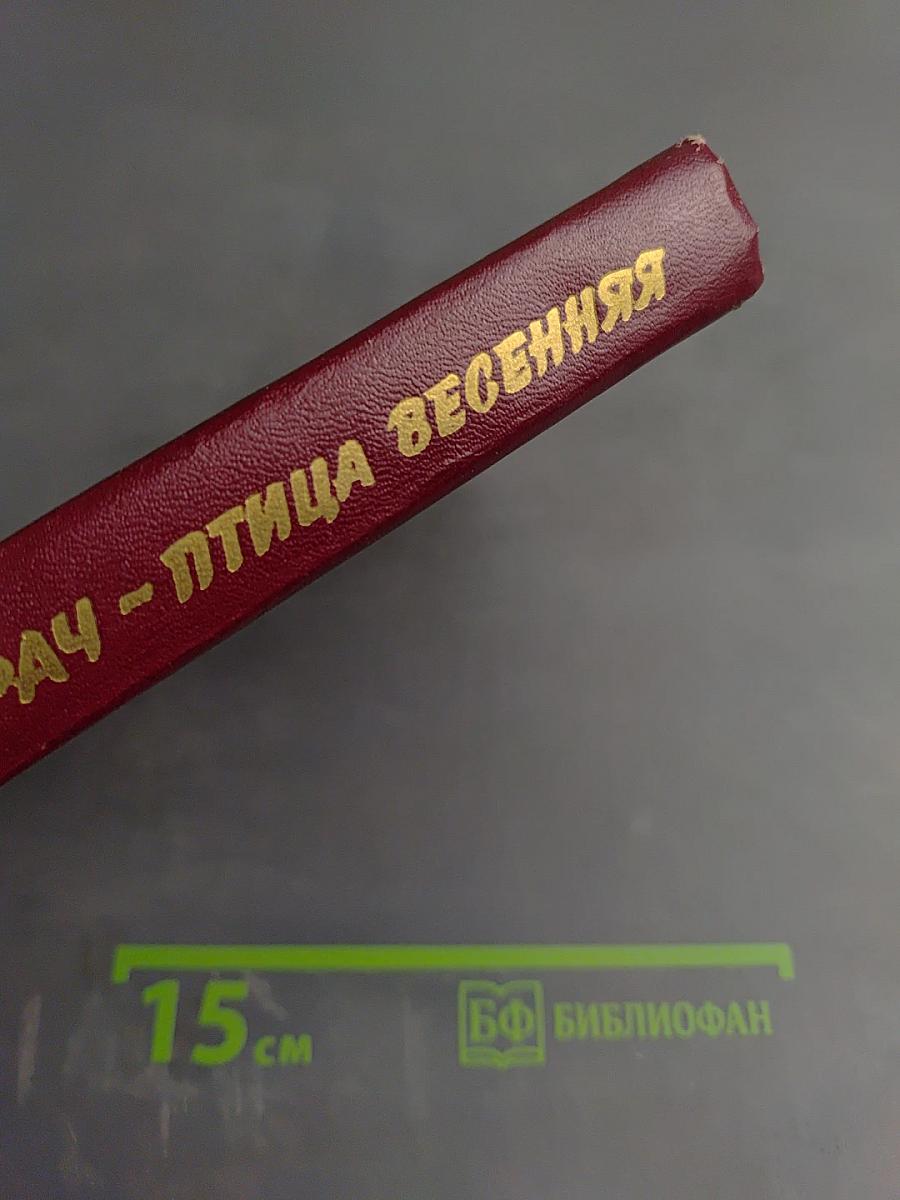 РАЧ – ПТИЦА ВЕСЕННЯЯ
15 см
БФ БИБЛИОФАН